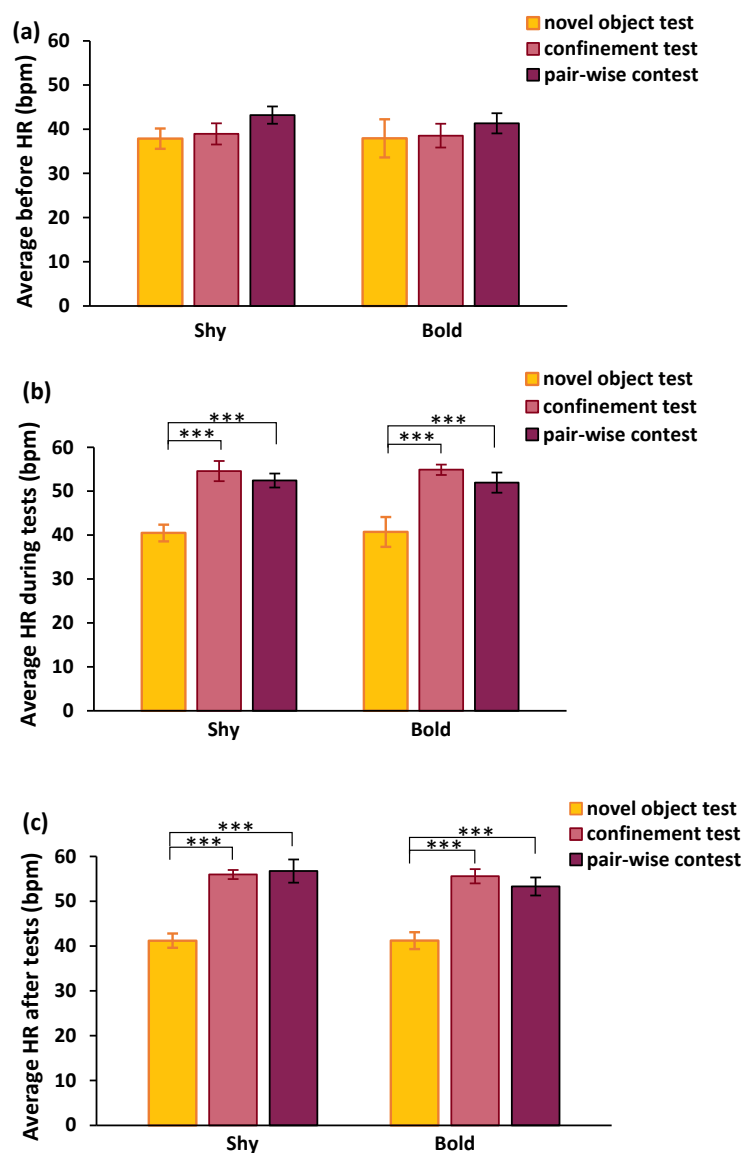 (a)
novel object test
confinement test
pair-wise contest
Average before HR (bpm)
60
50
40
30
20
10
0
Shy Bold
(b)
novel object test
confinement test
pair-wise contest
Average HR during tests (bpm)
60
50
40
30
20
10
0
*** ***
*** ***
Shy Bold
(c)
novel object test
confinement test
pair-wise contest
Average HR after tests (bpm)
60
50
40
30
20
10
0
*** ***
*** ***
Shy Bold